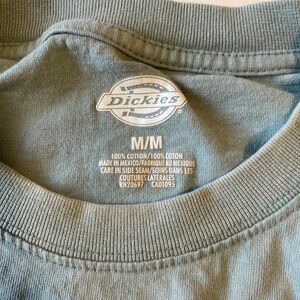 Dickies
M/M
100% COTTON/100% COTON
MADE IN MEXICO/FABRIQUÉ AU MEXIQUE
CARE IN SIDE SEAM/SOINS DANS LES
COUTURES LATÉRALES
RN20697 CA01095